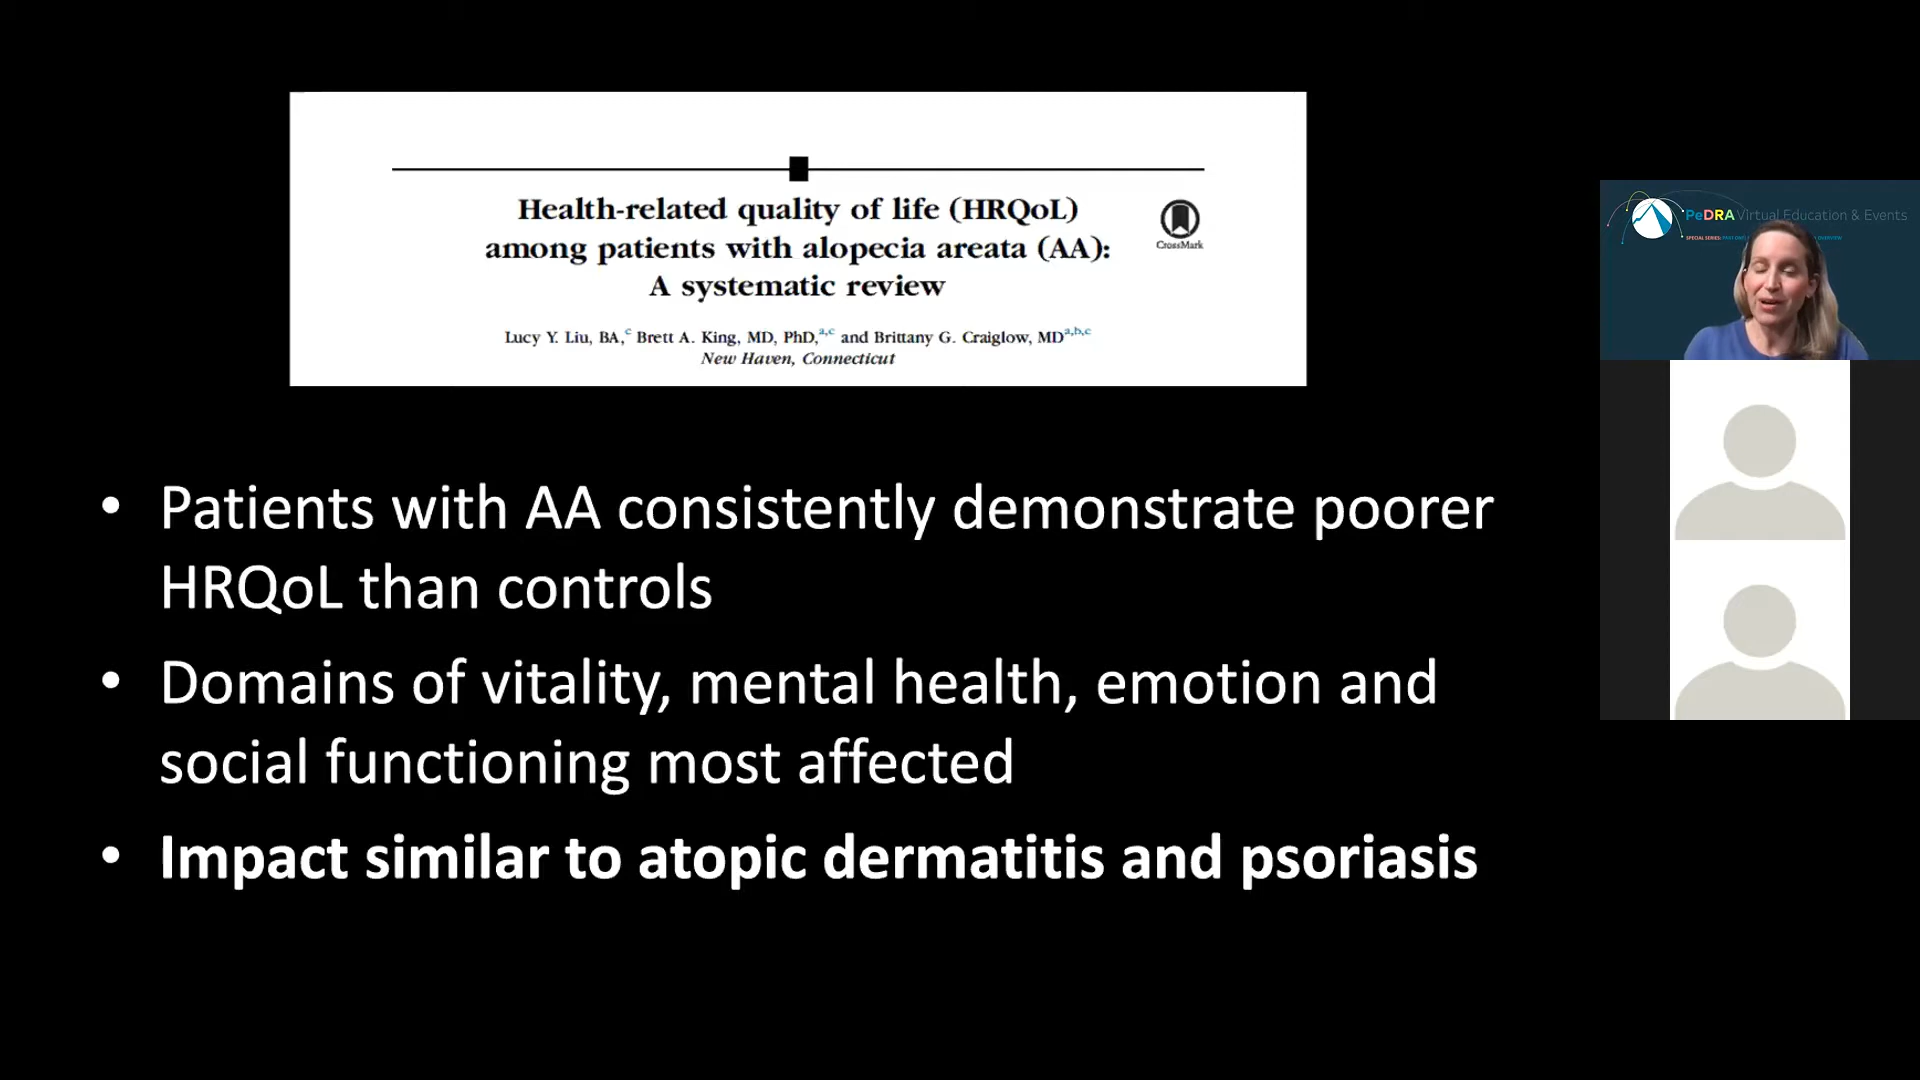 Health-related quality of life (HRQoL)
among patients with alopecia areata (AA):
A systematic review
CrossMark
Lucy Y. Liu, BA,c Brett A. King, MD, PhD,a,c and Brittany G. Craiglow, MDa,b,c
New Haven, Connecticut
• Patients with AA consistently demonstrate poorer
HRQoL than controls
• Domains of vitality, mental health, emotion and
social functioning most affected
• Impact similar to atopic dermatitis and psoriasis
PeDRA Virtual Education & Events
SPECIAL SERIES: